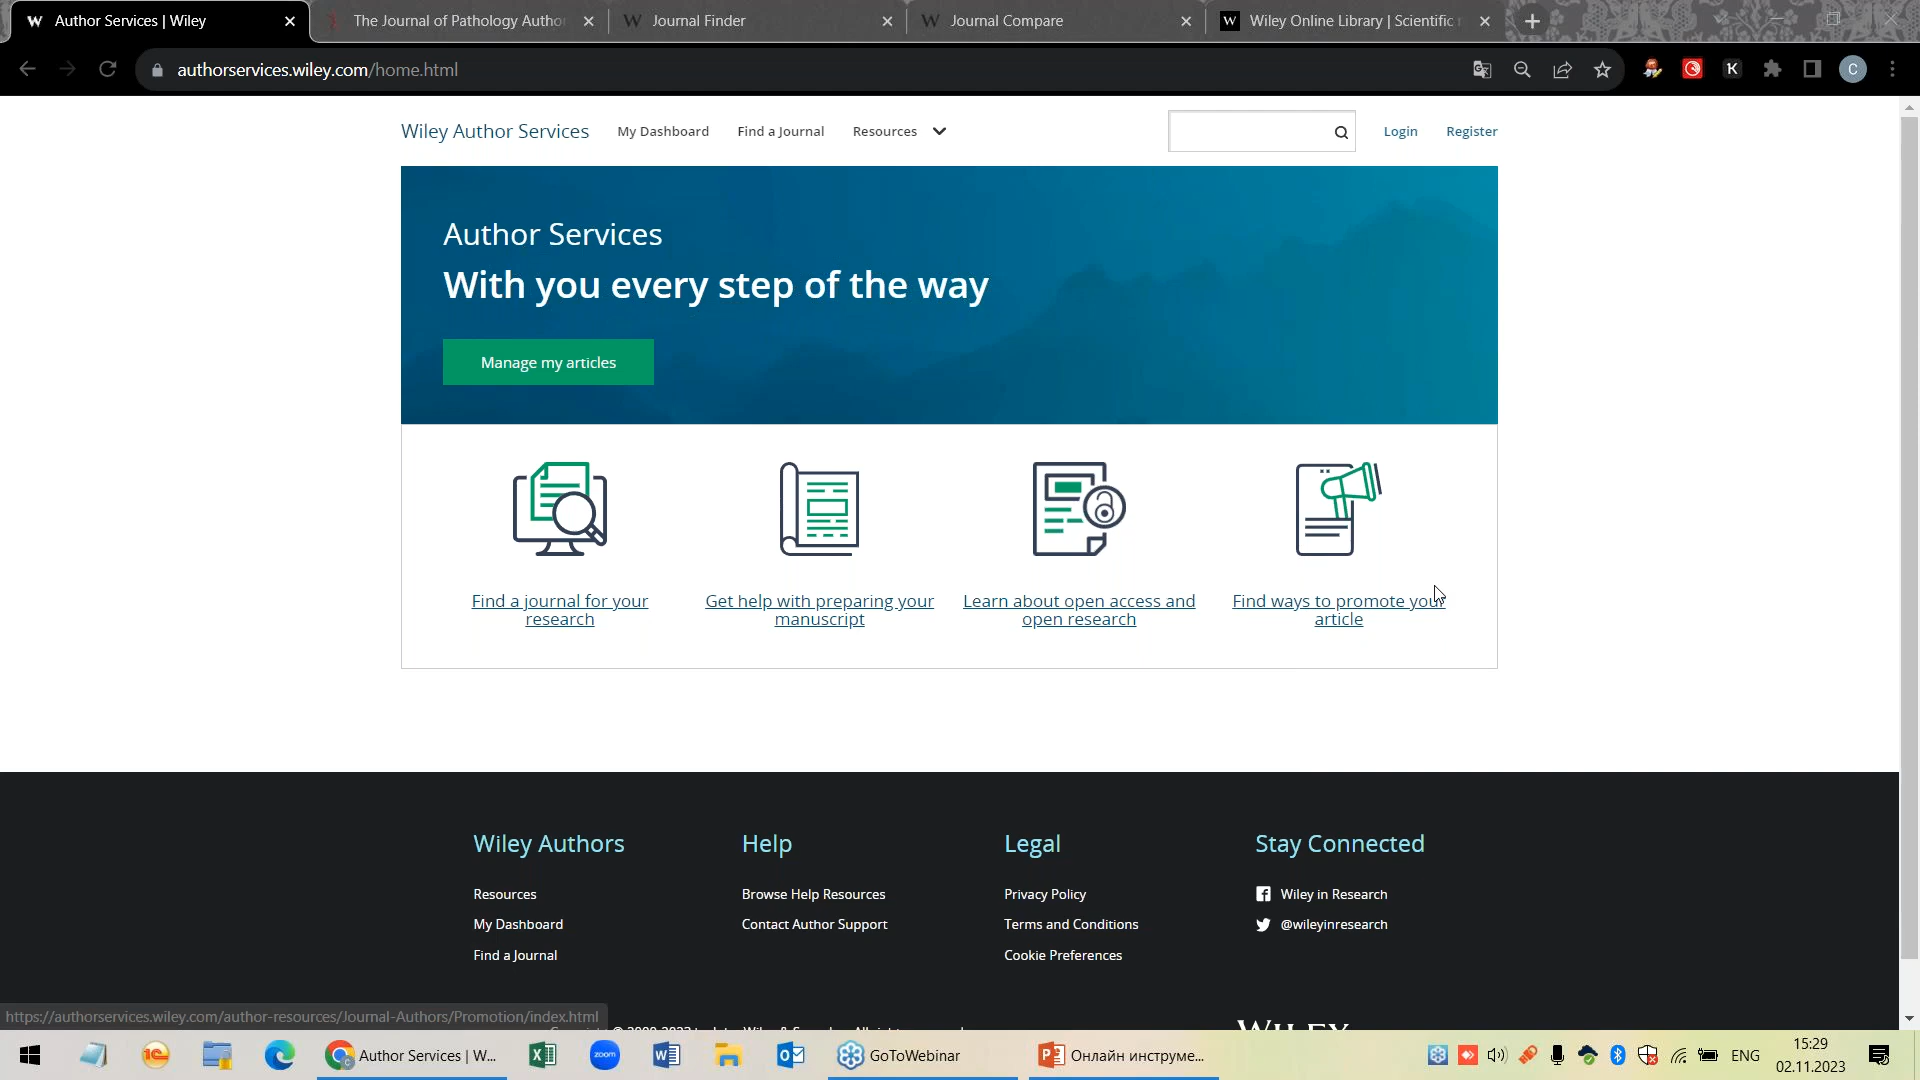 Author Services | Wiley
The Journal of Pathology Autho
Journal Finder
Journal Compare
Wiley Online Library | Scientific
authorservices.wiley.com/home.html
Wiley Author Services My Dashboard Find a Journal Resources Login Register
Author Services
With you every step of the way
Manage my articles
Find a journal for your
research
Get help with preparing your
manuscript
Learn about open access and
open research
Find ways to promote your
article
Wiley Authors
Resources
My Dashboard
Find a Journal
Help
Browse Help Resources
Contact Author Support
Legal
Privacy Policy
Terms and Conditions
Cookie Preferences
Stay Connected
Wiley in Research
@wileyinresearch
https://authorservices.wiley.com/author-resources/Journal-Authors/Promotion/index.html
WILEY
Author Services | W...
zoom
GoToWebinar
Онлайн инструме...
ENG
15:29
02.11.2023